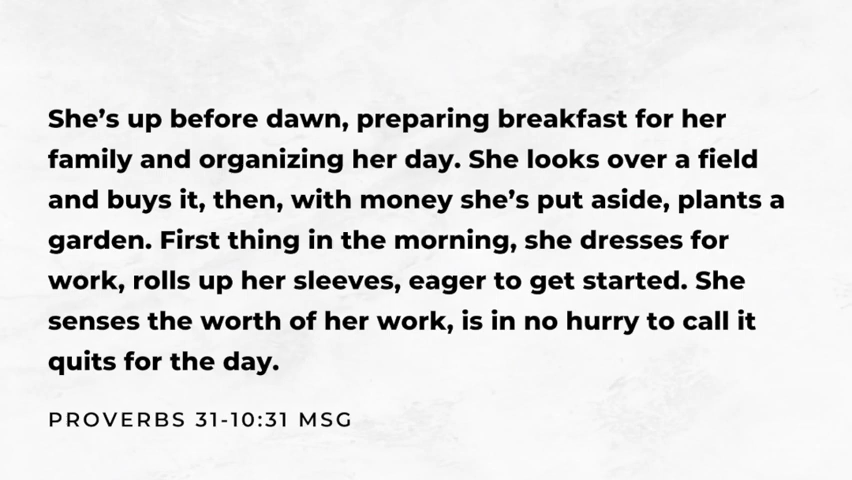 She’s up before dawn, preparing breakfast for her
family and organizing her day. She looks over a field
and buys it, then, with money she’s put aside, plants a
garden. First thing in the morning, she dresses for
work, rolls up her sleeves, eager to get started. She
senses the worth of her work, is in no hurry to call it
quits for the day.
PROVERBS 31-10:31 MSG